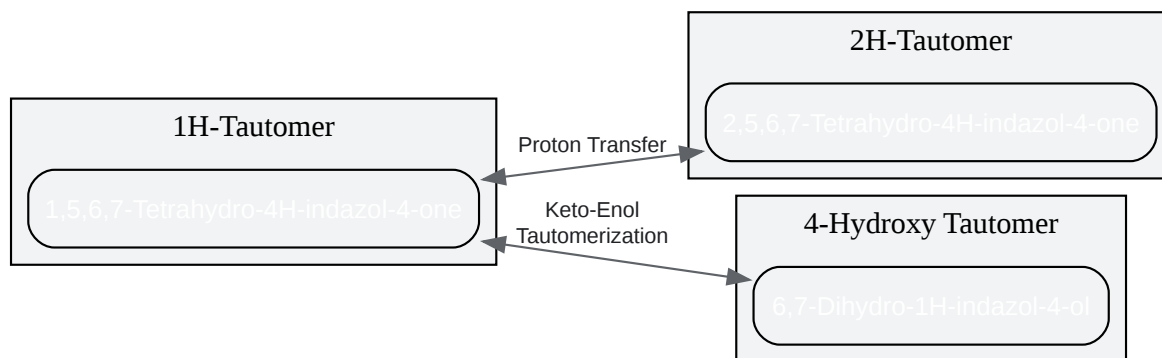 2H-Tautomer
2,5,6,7-Tetrahydro-4H-indazol-4-one
1H-Tautomer
1,5,6,7-Tetrahydro-4H-indazol-4-one
Proton Transfer
Keto-Enol
Tautomerization
4-Hydroxy Tautomer
6,7-Dihydro-1H-indazol-4-ol